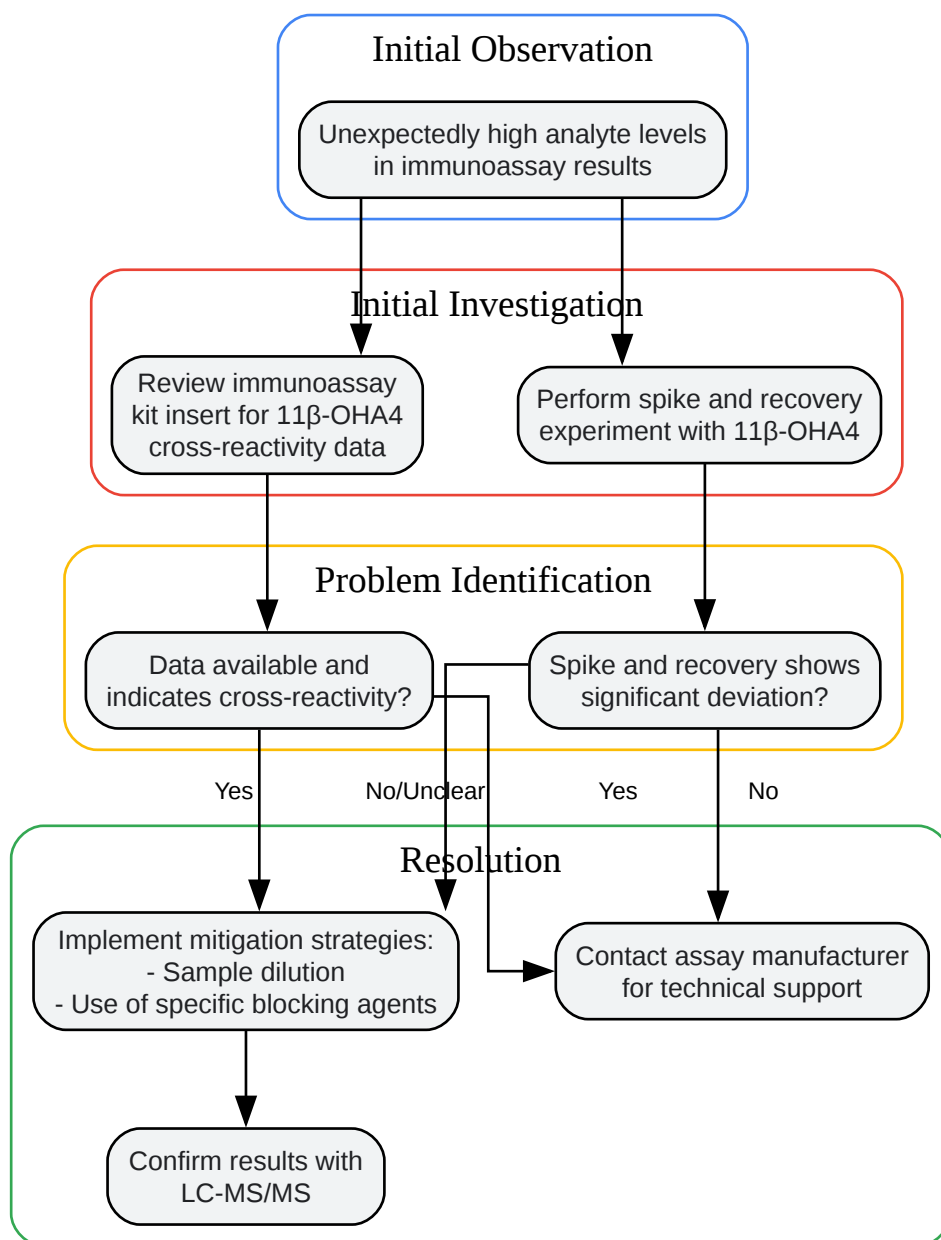 Initial Observation
Unexpectedly high analyte levels
in immunoassay results
Initial Investigation
Review immunoassay
kit insert for 11β-OHA4
cross-reactivity data
Perform spike and recovery
experiment with 11β-OHA4
Problem Identification
Data available and
indicates cross-reactivity?
Spike and recovery shows
significant deviation?
Yes
No/Unclear
Yes
No
Resolution
Implement mitigation strategies:
- Sample dilution
- Use of specific blocking agents
Contact assay manufacturer
for technical support
Confirm results with
LC-MS/MS